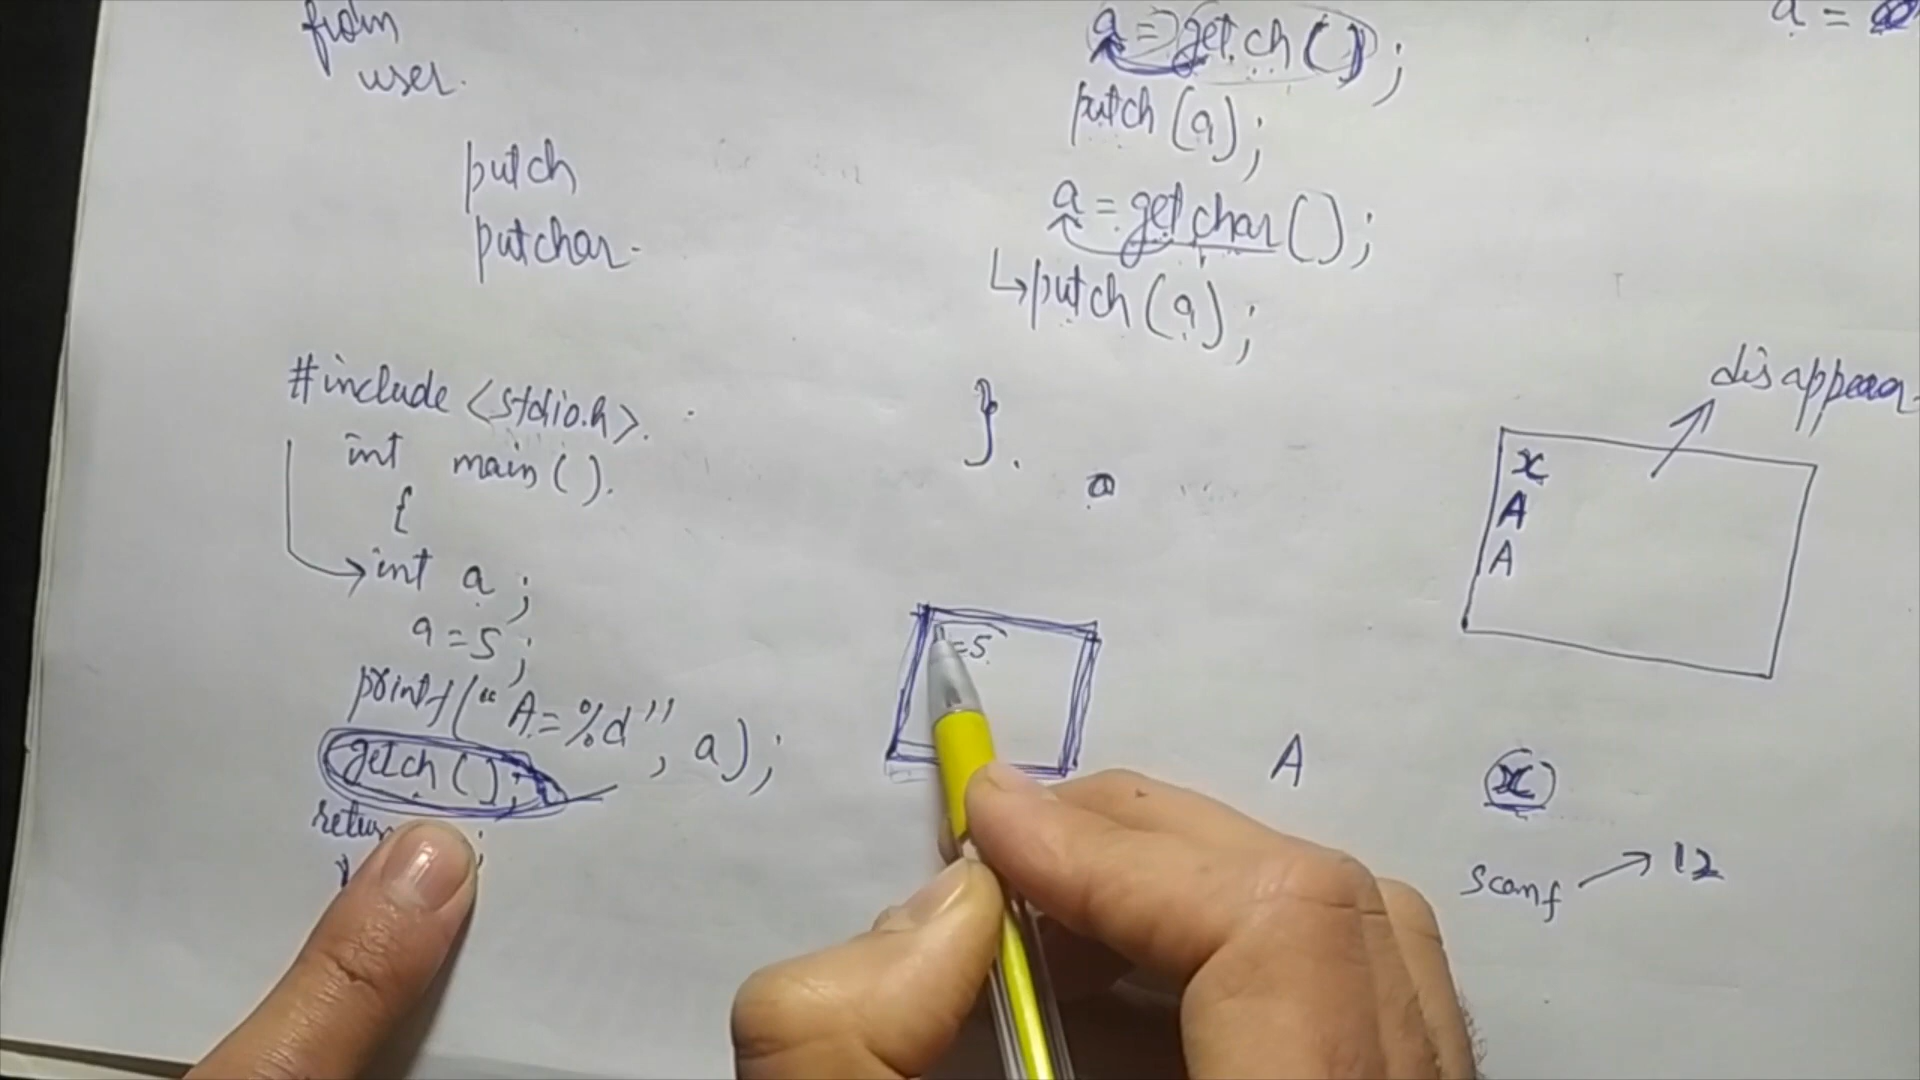 from
user.
putch
putchar.
#include <stdio.h>.
int main().
{
int a;
a=5;
printf("A=%d", a);
getch();
;
a = getch();
putch(a);
a = getchar();
putch(a);
}.
a
=5
a =
disappear
x
A
A
A
x
scanf → 12